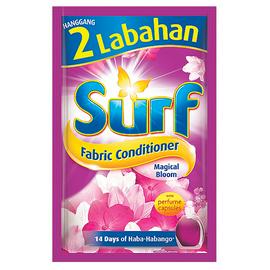 HANGGANG
2 Labahan
Surf
Fabric Conditioner
Magical
Bloom
with
perfume
capsules
14 Days of Haba-Habango*